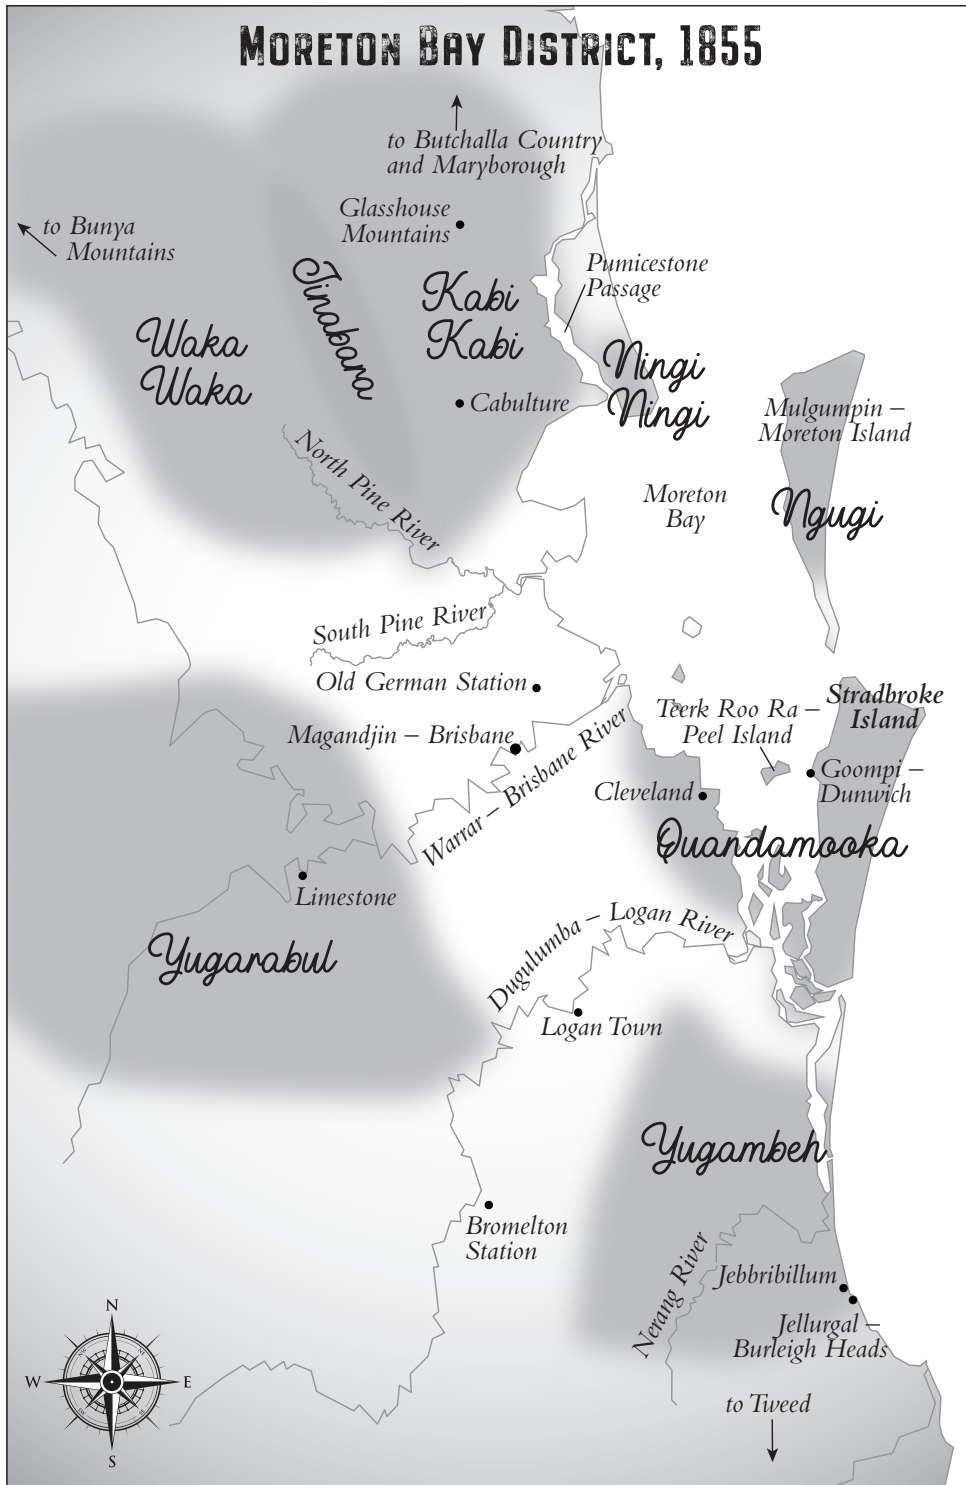 MORETON BAY DISTRICT, 1855
to Butchalla Country
and Maryborough
Glasshouse
Mountains
to Bunya
Mountains
Pumicestone
Passage
Jinabara
Kabi
Kabi
Waka
Waka
Ningi
Ningi
Cabulture
Mulgumpin –
Moreton Island
North Pine River
Moreton
Bay
Ngugi
South Pine River
Old German Station
Stradbroke
Island
Teerk Roo Ra –
Peel Island
Magandjin – Brisbane
Warrar – Brisbane River
Goompi –
Dunwich
Cleveland
Quandamooka
Limestone
Yugarabul
Dugulumba – Logan River
Logan Town
Yugambeh
Bromelton
Station
Nerang River
Jebbribillum
Jellurgal –
Burleigh Heads
to Tweed
N
W
E
S